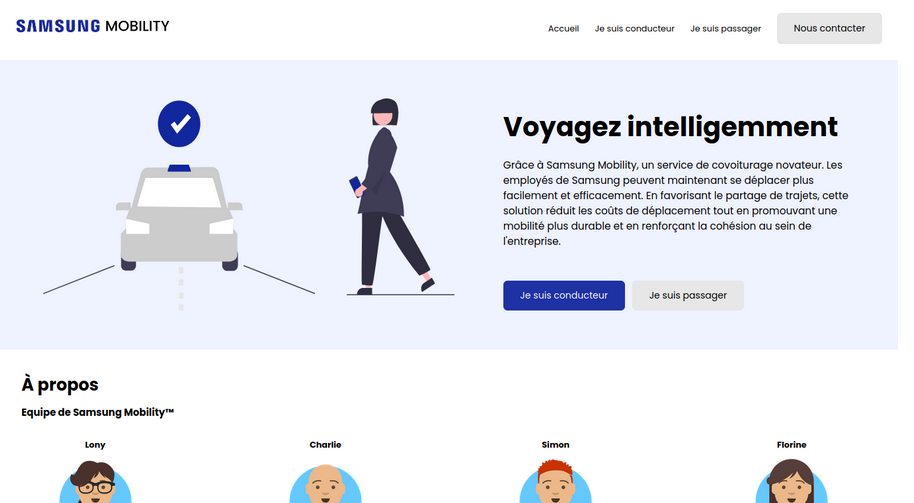 SAMSUNG MOBILITY
Accueil Je suis conducteur Je suis passager Nous contacter
Voyagez intelligemment
Grâce à Samsung Mobility, un service de covoiturage novateur. Les
employés de Samsung peuvent maintenant se déplacer plus
facilement et efficacement. En favorisant le partage de trajets, cette
solution réduit les coûts de déplacement tout en promouvant une
mobilité plus durable et en renforçant la cohésion au sein de
l'entreprise.
Je suis conducteur Je suis passager
À propos
Equipe de Samsung Mobility™
Lony Charlie Simon Florine